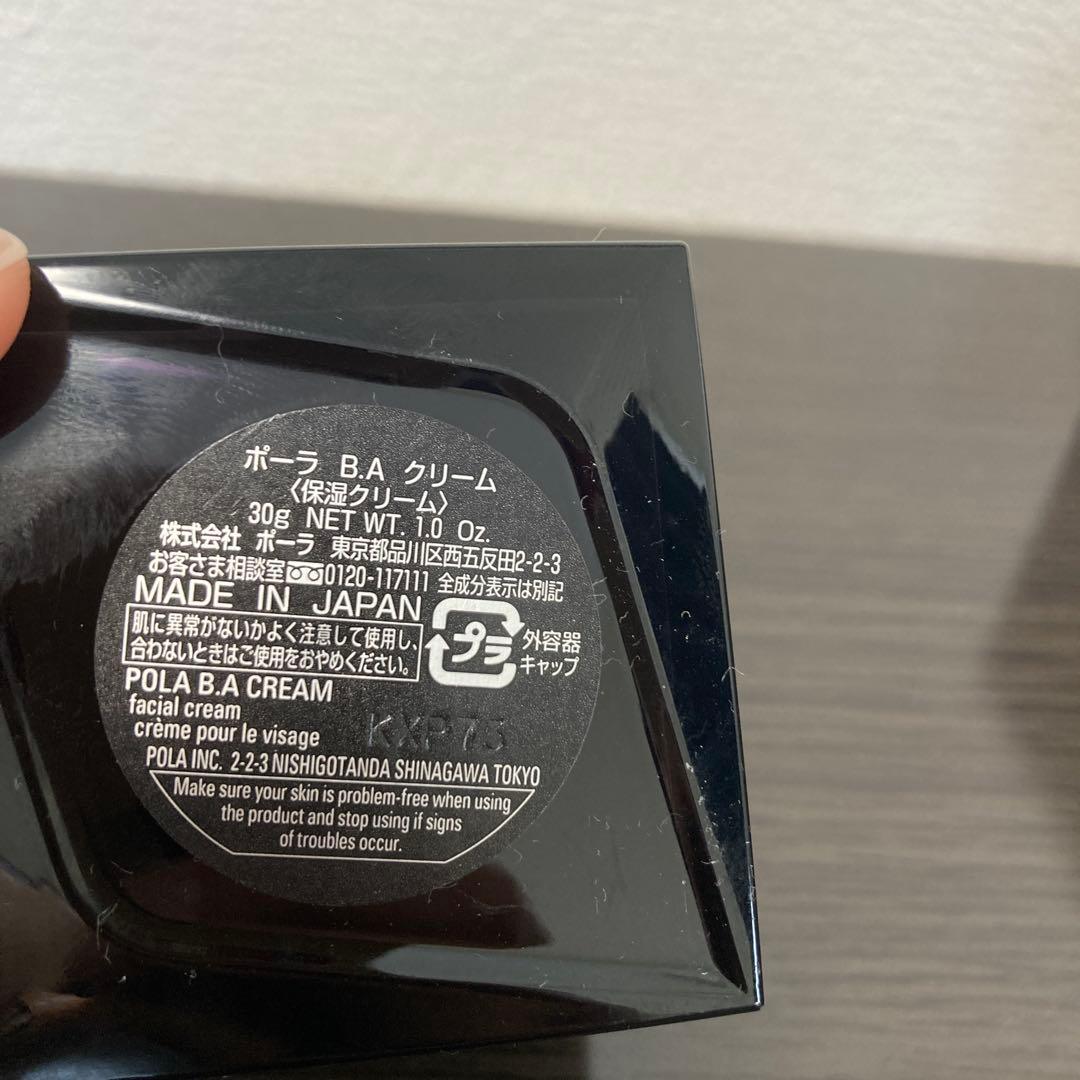 ポーラ B.A クリーム
〈保湿クリーム〉
30g NET WT. 1.0 Oz.
株式会社 ポーラ 東京都品川区西五反田2-2-3
お客さま相談室 0120-117111 全成分表示は別記
MADE IN JAPAN
肌に異常がないかよく注意して使用し、
合わないときはご使用をおやめください。
プラ
外容器
キャップ
POLA B.A CREAM
facial cream
crème pour le visage
KXP73
POLA INC. 2-2-3 NISHIGOTANDA SHINAGAWA TOKYO
Make sure your skin is problem-free when using
the product and stop using if signs
of troubles occur.